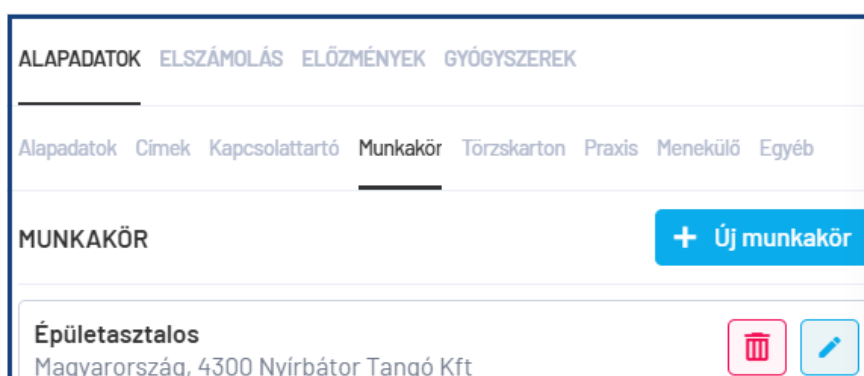 ALAPADATOK ELSZÁMOLÁS ELŐZMÉNYEK GYÓGYSZEREK
Alapadatok Címek Kapcsolattartó Munkakör Törzskarton Praxis Menekülő Egyéb
MUNKAKÖR
+ Új munkakör
Épületasztalos
Magyarország, 4300 Nyírbátor Tangó Kft